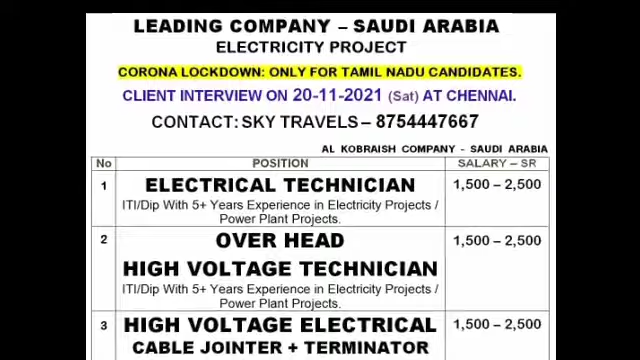 LEADING COMPANY – SAUDI ARABIA
ELECTRICITY PROJECT
CORONA LOCKDOWN: ONLY FOR TAMIL NADU CANDIDATES.
CLIENT INTERVIEW ON 20-11-2021 (Sat) AT CHENNAI.
CONTACT: SKY TRAVELS – 8754447667
AL KOBRAISH COMPANY - SAUDI ARABIA
No POSITION SALARY – SR
1 ELECTRICAL TECHNICIAN 1,500 – 2,500
ITI/Dip With 5+ Years Experience in Electricity Projects /
Power Plant Projects.
2 OVER HEAD 1,500 – 2,500
HIGH VOLTAGE TECHNICIAN
ITI/Dip With 5+ Years Experience in Electricity Projects /
Power Plant Projects.
3 HIGH VOLTAGE ELECTRICAL 1,500 – 2,500
CABLE JOINTER + TERMINATOR